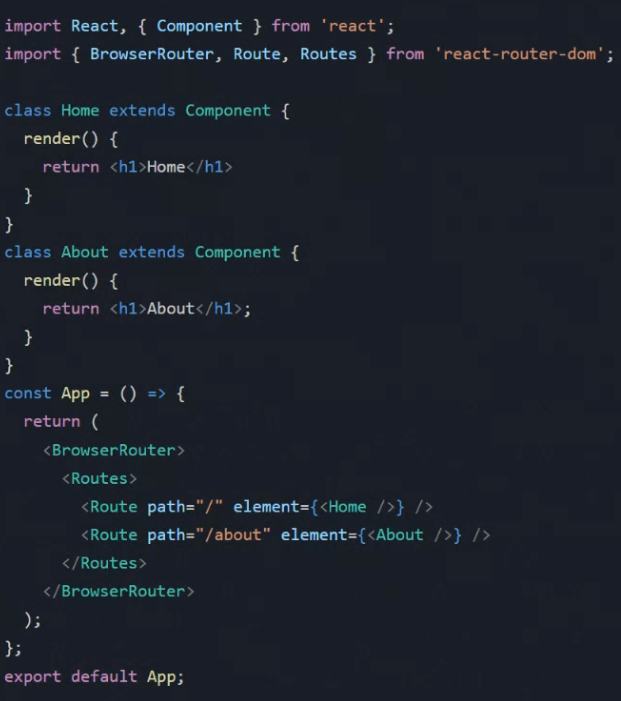 import React, { Component } from 'react';
import { BrowserRouter, Route, Routes } from 'react-router-dom';

class Home extends Component {
  render() {
    return <h1>Home</h1>
  }
}
class About extends Component {
  render() {
    return <h1>About</h1>;
  }
}
const App = () => {
  return (
    <BrowserRouter>
      <Routes>
        <Route path="/" element={<Home />} />
        <Route path="/about" element={<About />} />
      </Routes>
    </BrowserRouter>
  );
};
export default App;